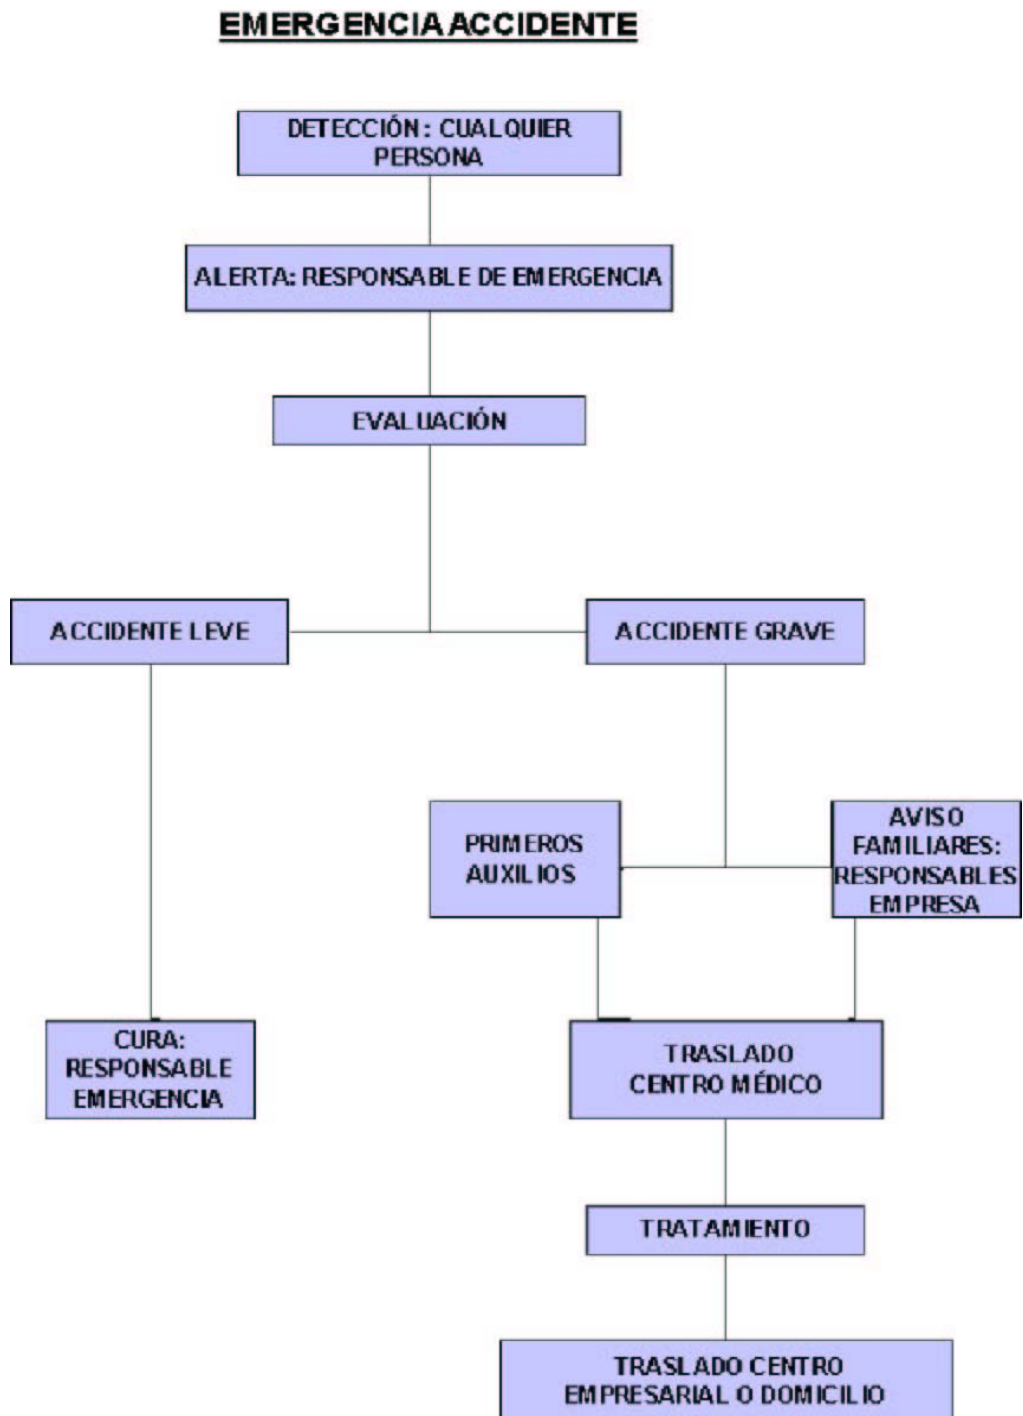 EMERGENCIA ACCIDENTE
DETECCIÓN : CUALQUIER
PERSONA
ALERTA: RESPONSABLE DE EMERGENCIA
EVALUACIÓN
ACCIDENTE LEVE
ACCIDENTE GRAVE
PRIMEROS
AUXILIOS
AVISO
FAMILIARES:
RESPONSABLES
EMPRESA
CURA:
RESPONSABLE
EMERGENCIA
TRASLADO
CENTRO MÉDICO
TRATAMIENTO
TRASLADO CENTRO
EMPRESARIAL O DOMICILIO